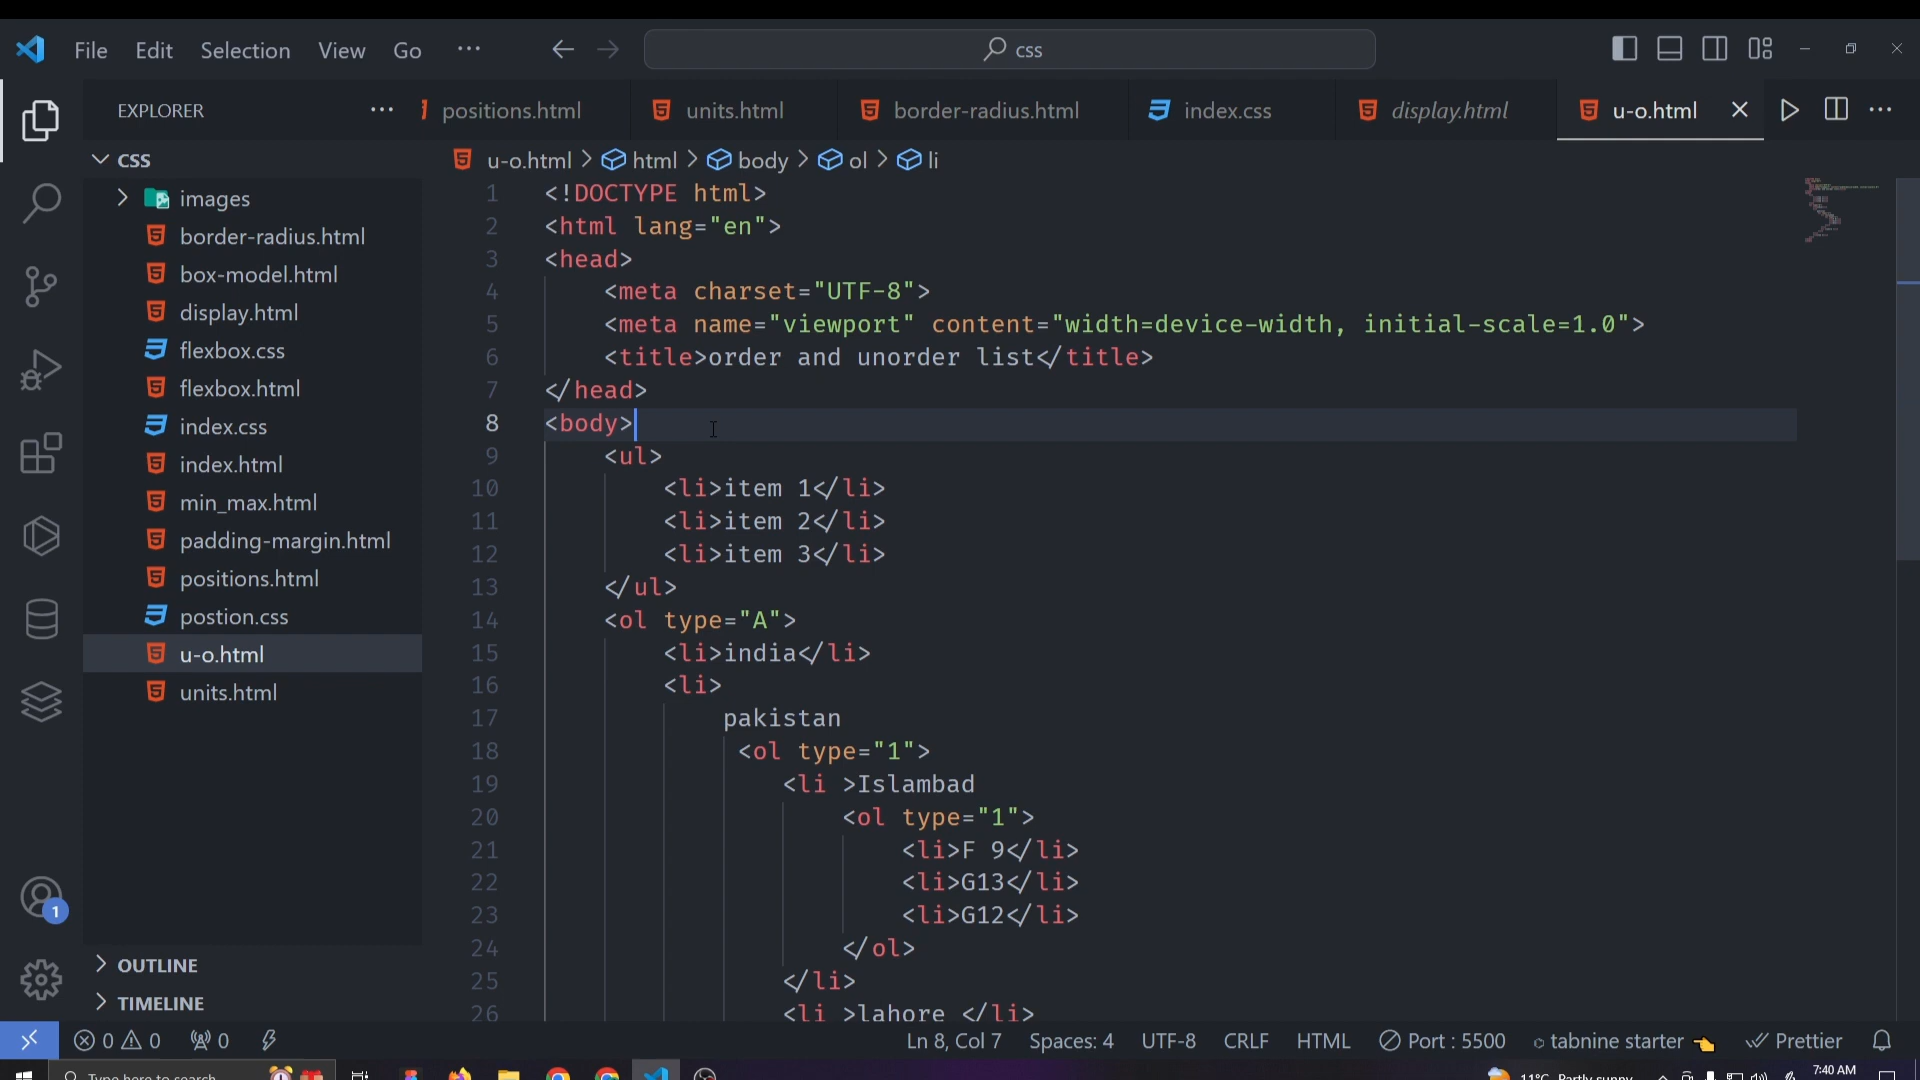 File Edit Selection View Go ···
css
EXPLORER ···
positions.html units.html border-radius.html index.css display.html u-o.html
CSS
u-o.html > html > body > ol > li
images
border-radius.html
box-model.html
display.html
flexbox.css
flexbox.html
index.css
index.html
min_max.html
padding-margin.html
positions.html
postion.css
u-o.html
units.html
1 <!DOCTYPE html>
2 <html lang="en">
3 <head>
4 <meta charset="UTF-8">
5 <meta name="viewport" content="width=device-width, initial-scale=1.0">
6 <title>order and unorder list</title>
7 </head>
8 <body>
9 <ul>
10 <li>item 1</li>
11 <li>item 2</li>
12 <li>item 3</li>
13 </ul>
14 <ol type="A">
15 <li>india</li>
16 <li>
17 pakistan
18 <ol type="1">
19 <li >Islambad
20 <ol type="1">
21 <li>F 9</li>
22 <li>G13</li>
23 <li>G12</li>
24 </ol>
25 </li>
26 <li >lahore </li>
1
OUTLINE
TIMELINE
0 0 0 Ln 8, Col 7 Spaces: 4 UTF-8 CRLF HTML Port : 5500 tabnine starter Prettier
Type here to search 11°C Partly sunny 7:40 AM